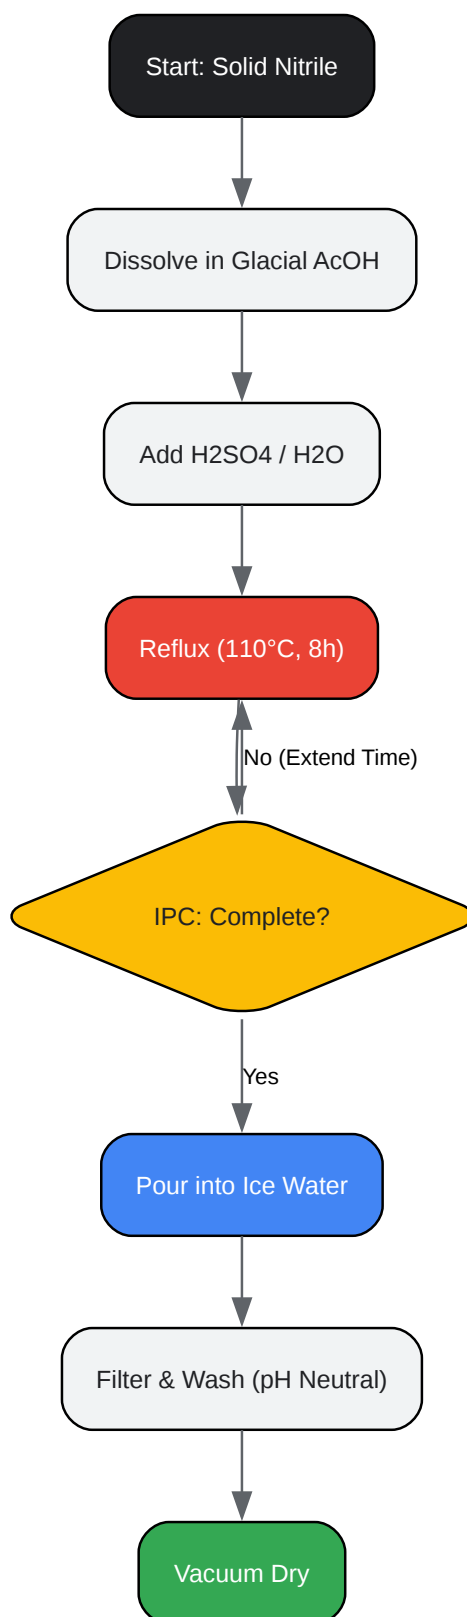 Start: Solid Nitrile
Dissolve in Glacial AcOH
Add H2SO4 / H2O
Reflux (110°C, 8h)
No (Extend Time)
IPC: Complete?
Yes
Pour into Ice Water
Filter & Wash (pH Neutral)
Vacuum Dry